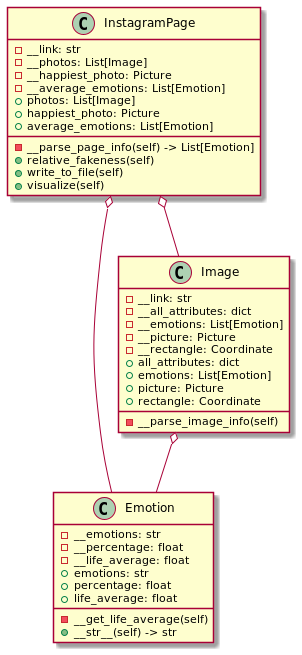 C InstagramPage
__link: str
__photos: List[Image]
__happiest_photo: Picture
__average_emotions: List[Emotion]
photos: List[Image]
happiest_photo: Picture
average_emotions: List[Emotion]
__parse_page_info(self) -> List[Emotion]
relative_fakeness(self)
write_to_file(self)
visualize(self)
C Image
__link: str
__all_attributes: dict
__emotions: List[Emotion]
__picture: Picture
__rectangle: Coordinate
all_attributes: dict
emotions: List[Emotion]
picture: Picture
rectangle: Coordinate
__parse_image_info(self)
C Emotion
__emotions: str
__percentage: float
__life_average: float
emotions: str
percentage: float
life_average: float
__get_life_average(self)
__str__(self) -> str